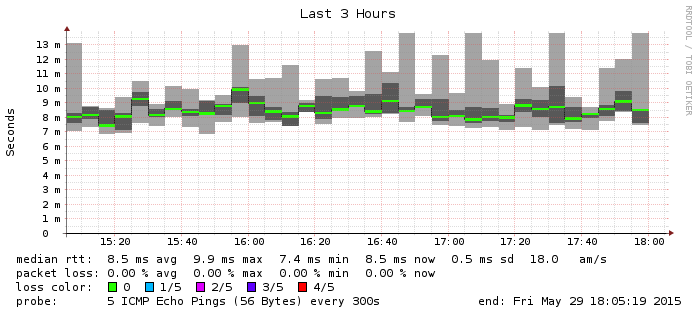 Last 3 Hours
RRDTOOL / TOBI OETIKER
Seconds
13 m
12 m
11 m
10 m
9 m
8 m
7 m
6 m
5 m
4 m
3 m
2 m
1 m
0
15:20 15:40 16:00 16:20 16:40 17:00 17:20 17:40 18:00
median rtt: 8.5 ms avg 9.9 ms max 7.4 ms min 8.5 ms now 0.5 ms sd 18.0 am/s
packet loss: 0.00 % avg 0.00 % max 0.00 % min 0.00 % now
loss color: 0 1/5 2/5 3/5 4/5
probe: 5 ICMP Echo Pings (56 Bytes) every 300s end: Fri May 29 18:05:19 2015